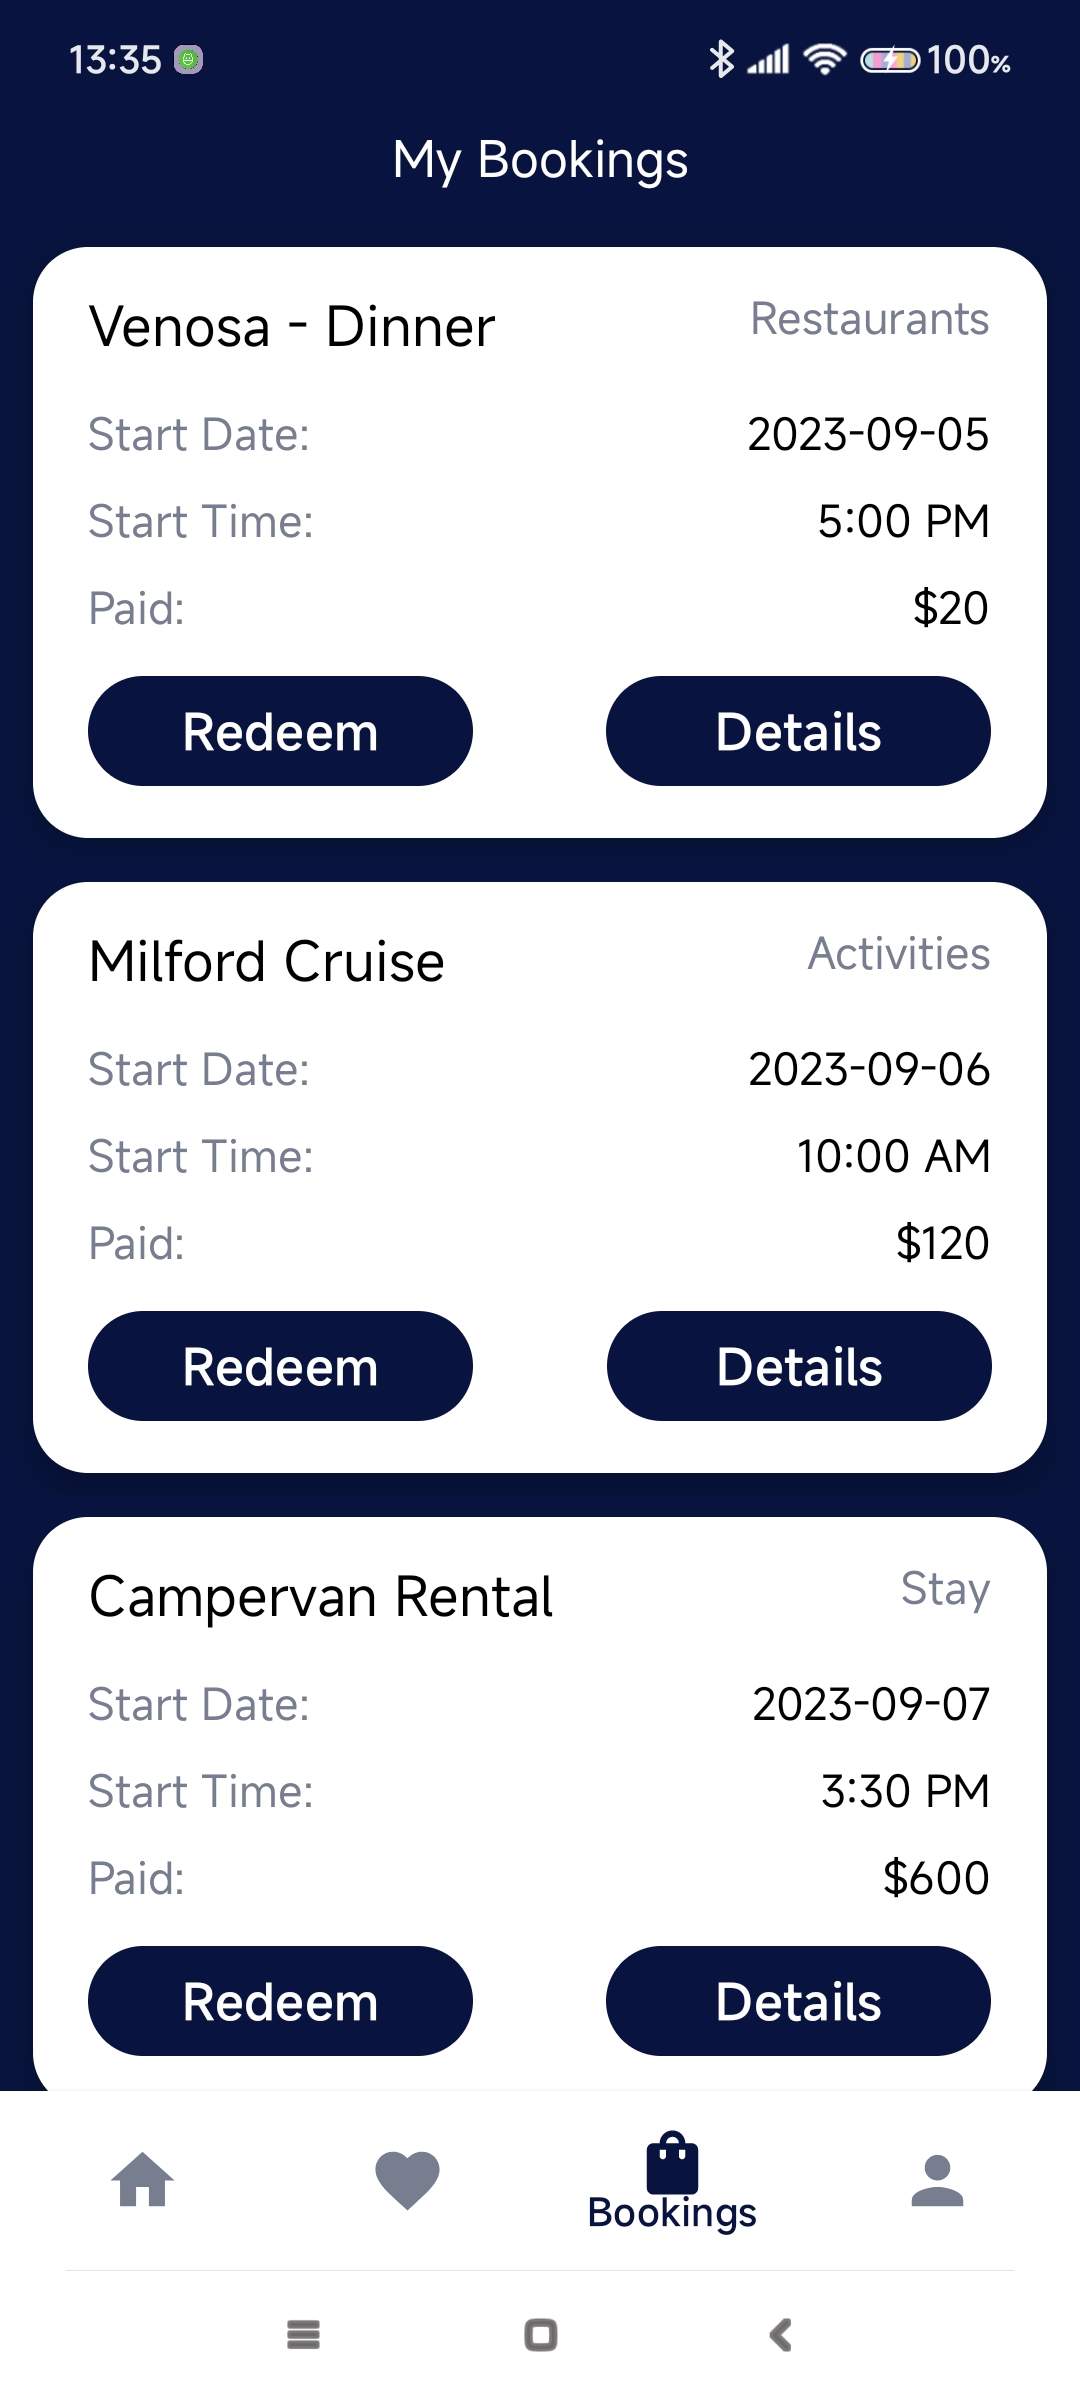 13:35 100%
My Bookings
Venosa - Dinner Restaurants
Start Date: 2023-09-05
Start Time: 5:00 PM
Paid: $20
Redeem Details
Milford Cruise Activities
Start Date: 2023-09-06
Start Time: 10:00 AM
Paid: $120
Redeem Details
Campervan Rental Stay
Start Date: 2023-09-07
Start Time: 3:30 PM
Paid: $600
Redeem Details
Bookings